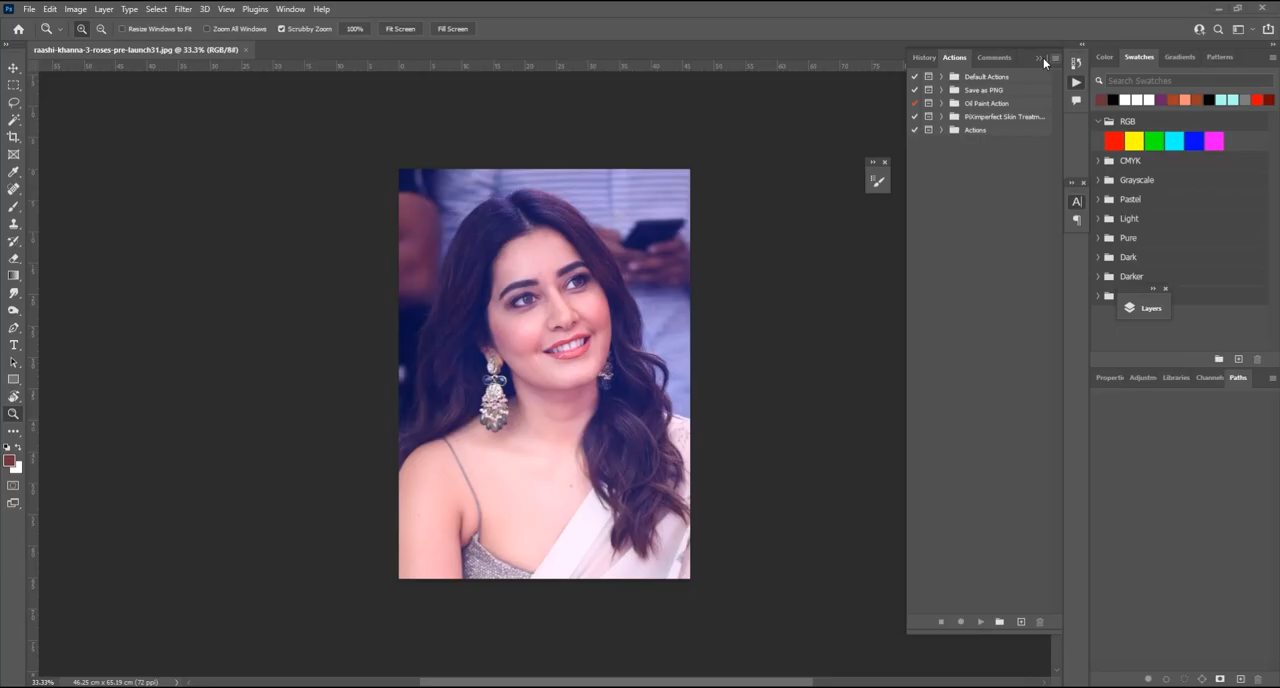 Ps File Edit Image Layer Type Select Filter 3D View Plugins Window Help
Resize Windows to Fit Zoom All Windows Scrubby Zoom 100% Fit Screen Fill Screen
raashi-khanna-3-roses-pre-launch31.jpg @ 33.3% (RGB/8#) ×
History Actions Comments
Default Actions
Save as PNG
Oil Paint Action
PiXimperfect Skin Treatm...
Actions
Color Swatches Gradients Patterns
Search Swatches
RGB
CMYK
Grayscale
Pastel
Light
Pure
Dark
Darker
Layers
Properti Adjustm Libraries Channel Paths
33.33% 46.25 cm x 65.19 cm (72 ppi)